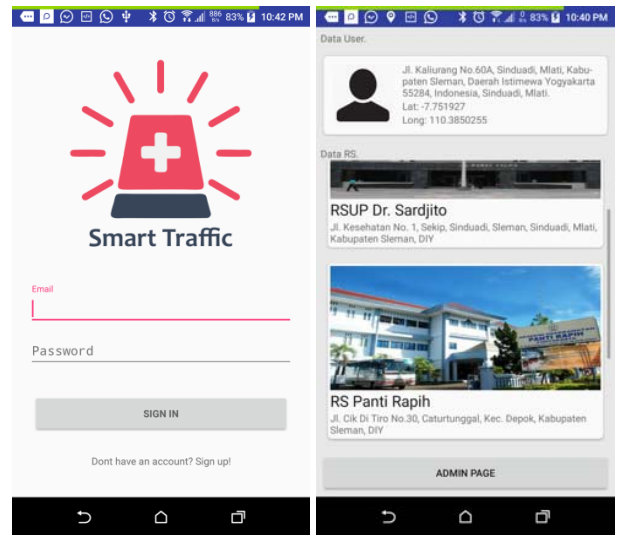 886 B/s 83% 10:42 PM
Smart Traffic
Email
Password
SIGN IN
Dont have an account? Sign up!
0 B/s 83% 10:40 PM
Data User.
Jl. Kaliurang No.60A, Sinduadi, Mlati, Kabu-
paten Sleman, Daerah Istimewa Yogyakarta
55284, Indonesia, Sinduadi, Mlati.
Lat: -7.751927
Long: 110.3850255
Data RS.
RSUP Dr. Sardjito
Jl. Kesehatan No. 1, Sekip, Sinduadi, Sleman, Sinduadi, Mlati,
Kabupaten Sleman, DIY
PANTI RAPIH
RS Panti Rapih
Jl. Cik Di Tiro No.30, Caturtunggal, Kec. Depok, Kabupaten
Sleman, DIY
ADMIN PAGE